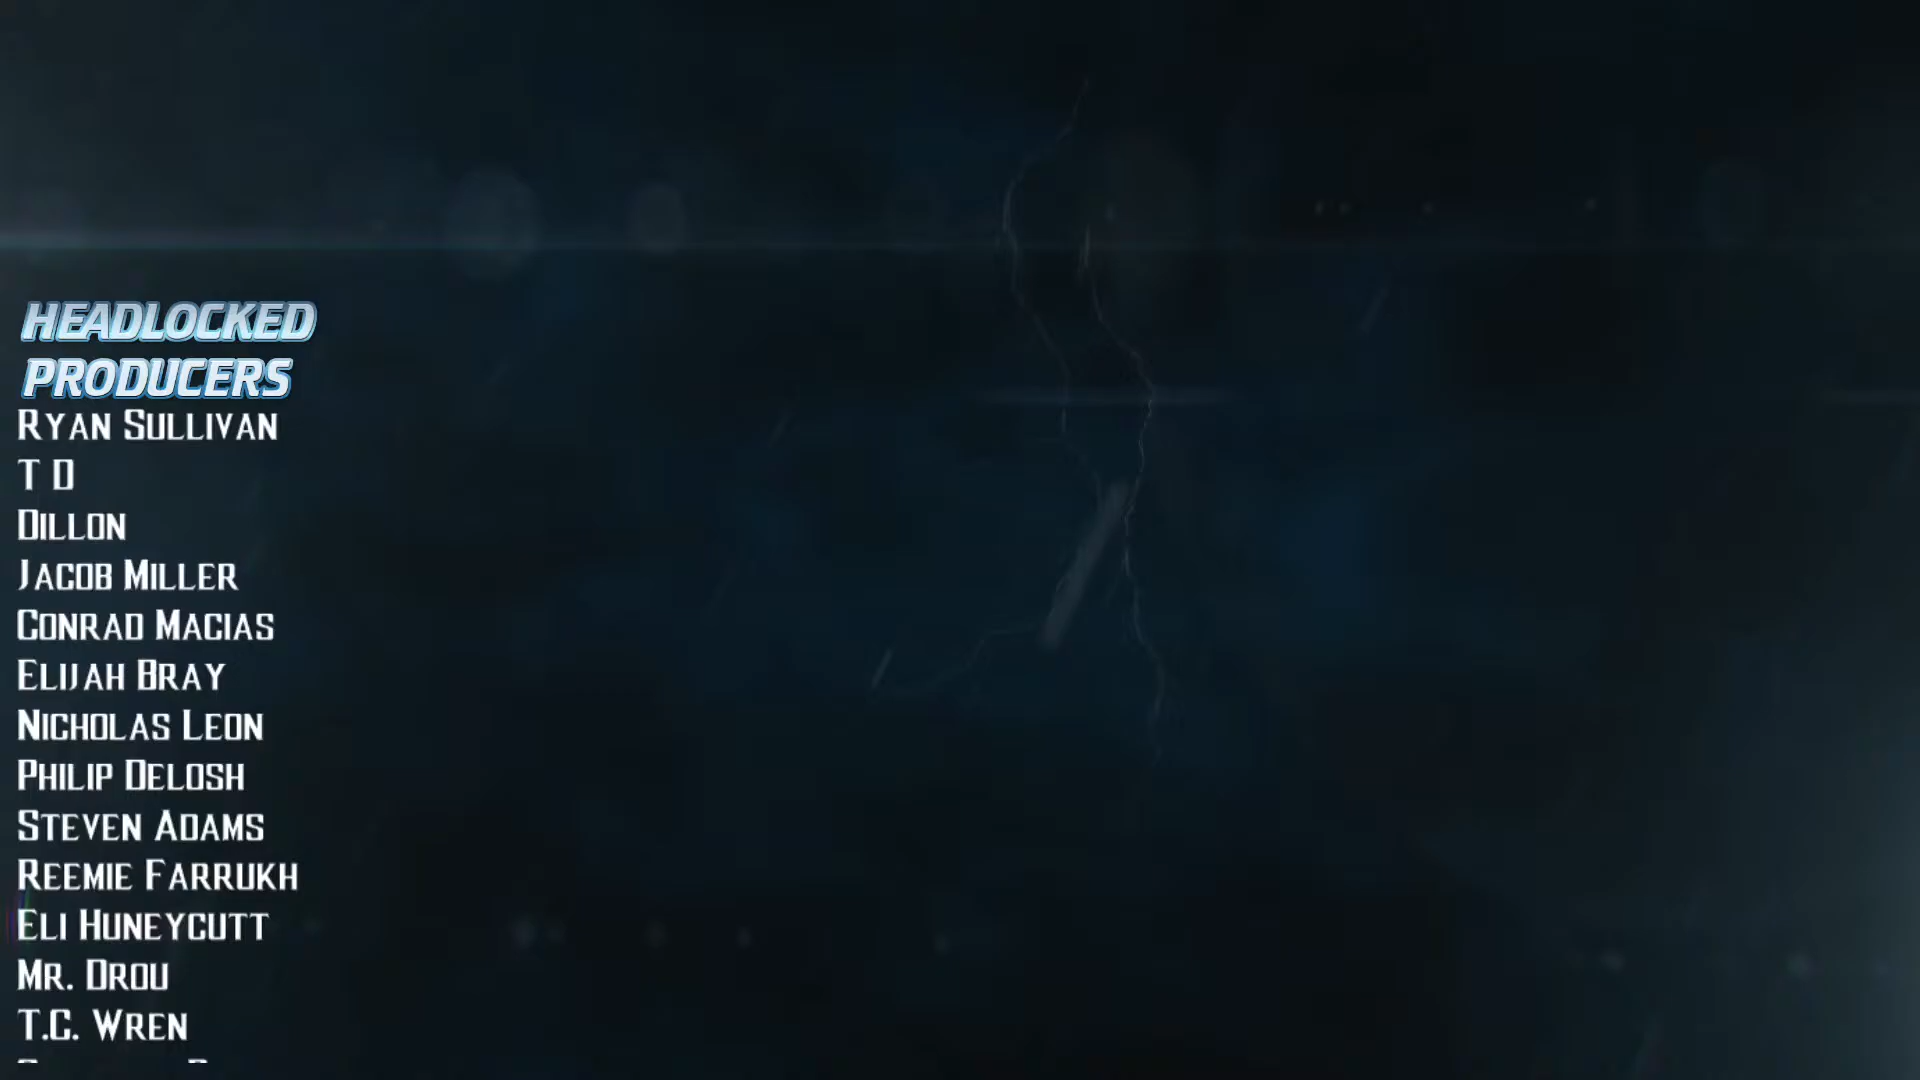 HEADLOCKED
PRODUCERS
RYAN SULLIVAN
T D
DILLON
JACOB MILLER
CONRAD MACIAS
ELIJAH BRAY
NICHOLAS LEON
PHILIP DELOSH
STEVEN ADAMS
REEMIE FARRUKH
ELI HUNEYCUTT
MR. DROU
T.C. WREN